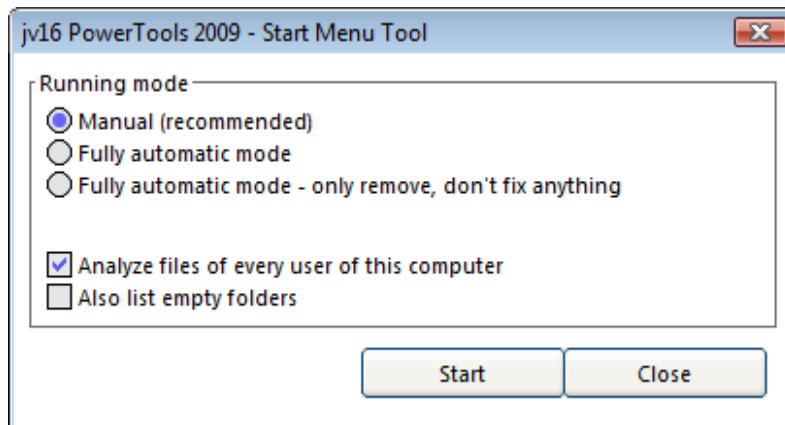 jv16 PowerTools 2009 - Start Menu Tool
Running mode
Manual (recommended)
Fully automatic mode
Fully automatic mode - only remove, don't fix anything
Analyze files of every user of this computer
Also list empty folders
Start Close